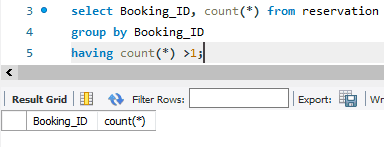 3 select Booking_ID, count(*) from reservation
4 group by Booking_ID
5 having count(*) >1;
Result Grid Filter Rows: Export: Wr
Booking_ID count(*)